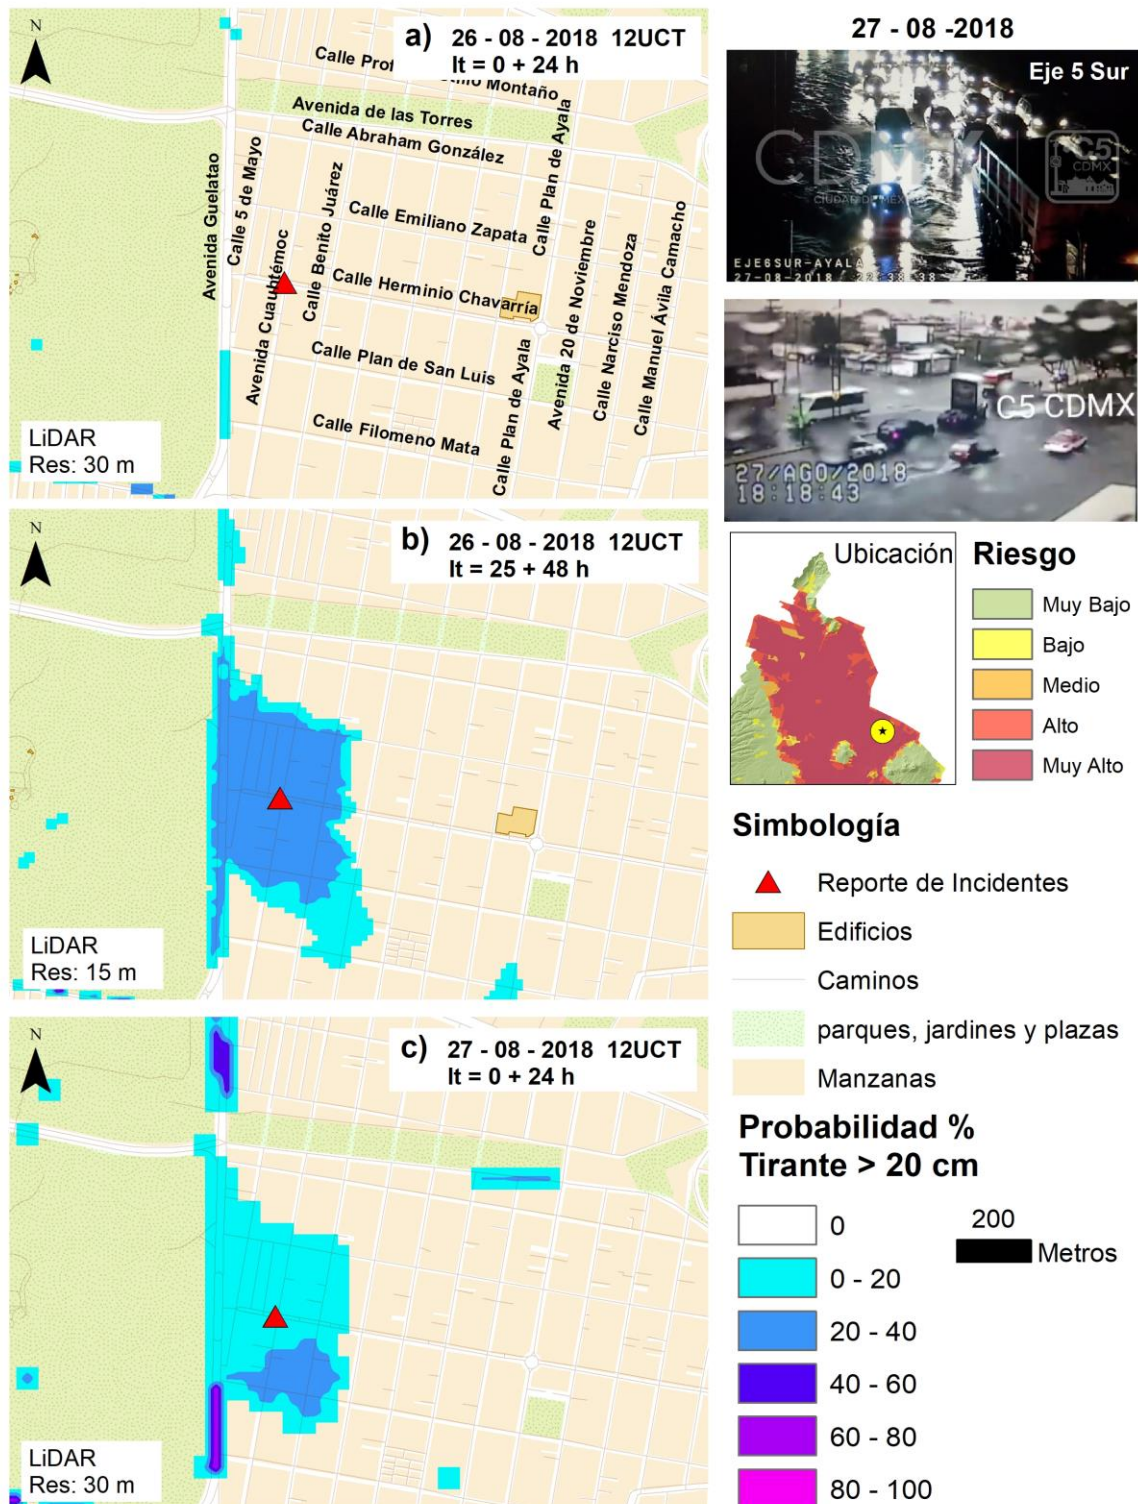 N
a) 26 - 08 - 2018 12UCT
It = 0 + 24 h
Montaño
Avenida de las Torres
Calle Abraham González
Calle Plan de Ayala
Avenida Guelatao
Calle 5 de Mayo
Calle Benito Juárez
Calle Emiliano Zapata
Avenida Cuauhtémoc
Calle Herminio Chavarría
Avenida 20 de Noviembre
Calle Narciso Mendoza
Calle Manuel Ávila Camacho
Calle Plan de San Luis
Calle Plan de Ayala
Calle Filomeno Mata
LiDAR
Res: 30 m
N
b) 26 - 08 - 2018 12UCT
It = 25 + 48 h
LiDAR
Res: 15 m
N
c) 27 - 08 - 2018 12UCT
It = 0 + 24 h
LiDAR
Res: 30 m
27 - 08 -2018
Eje 5 Sur
CDMX
CIUDAD DE MÉXICO
C5
CDMX
EJE6SUR-AYALA
27-08-2018
C5 CDMX
27/AGO/2018
18:18:43
Ubicación
Riesgo
Muy Bajo
Bajo
Medio
Alto
Muy Alto
Simbología
Reporte de Incidentes
Edificios
Caminos
parques, jardines y plazas
Manzanas
Probabilidad %
Tirante > 20 cm
0
0 - 20
20 - 40
40 - 60
60 - 80
80 - 100
200
Metros